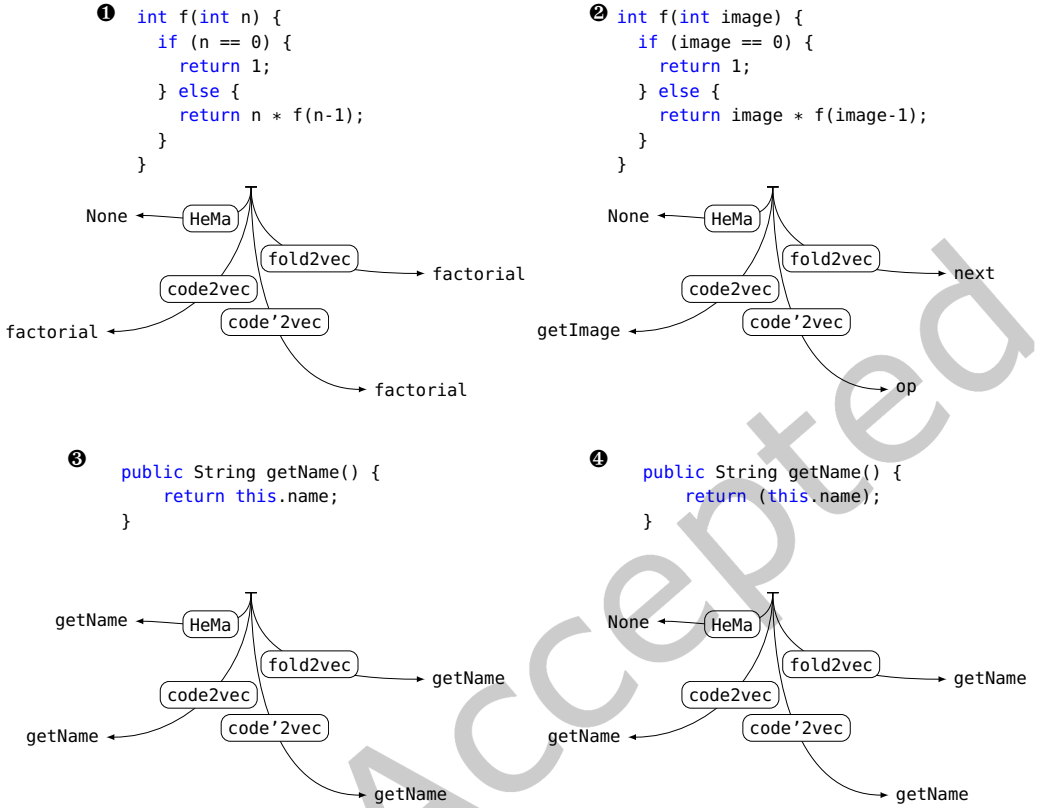 ❶ int f(int n) {
if (n == 0) {
return 1;
} else {
return n * f(n-1);
}
}
None
HeMa
fold2vec
factorial
code2vec
code’2vec
factorial
factorial
❷ int f(int image) {
if (image == 0) {
return 1;
} else {
return image * f(image-1);
}
}
None
HeMa
fold2vec
next
code2vec
code’2vec
getImage
op
❸
public String getName() {
return this.name;
}
getName
HeMa
fold2vec
getName
code2vec
code’2vec
getName
getName
❹
public String getName() {
return (this.name);
}
None
HeMa
fold2vec
getName
code2vec
code’2vec
getName
getName
Accepted